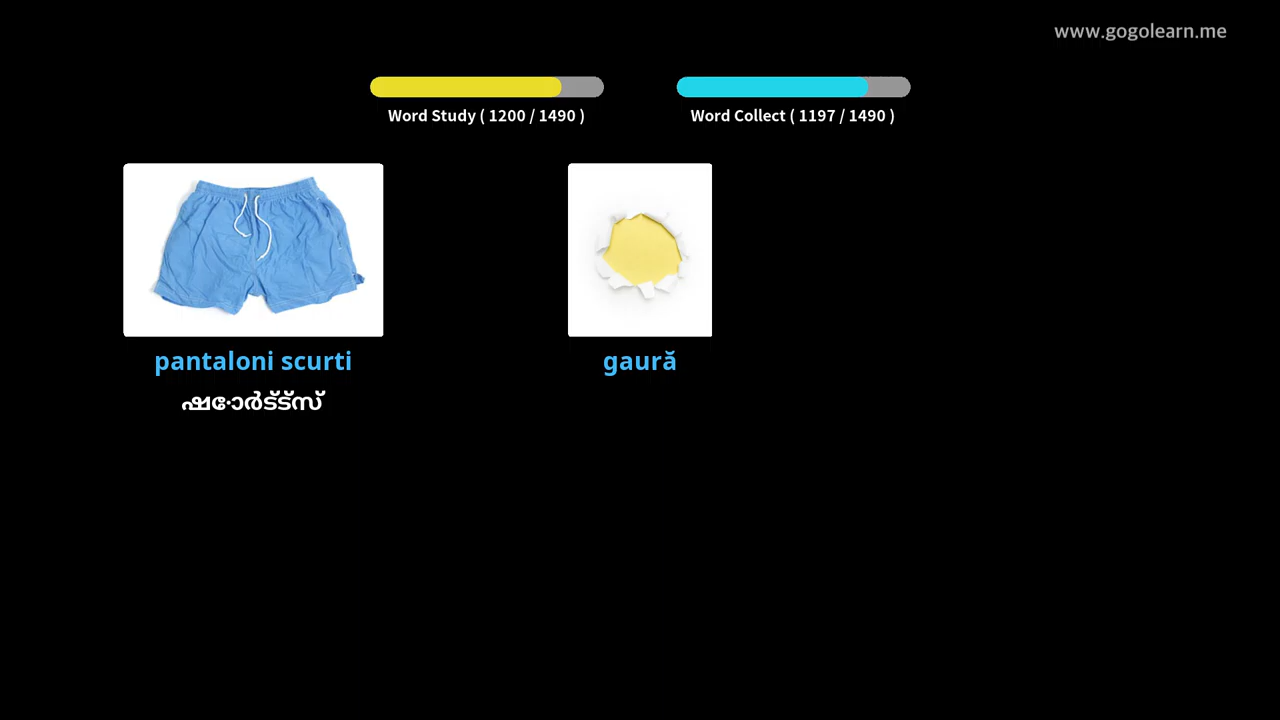 www.gogolearn.me
Word Study ( 1200 / 1490 )
Word Collect ( 1197 / 1490 )
pantaloni scurti
gaură
ഷോർട്ട്സ്